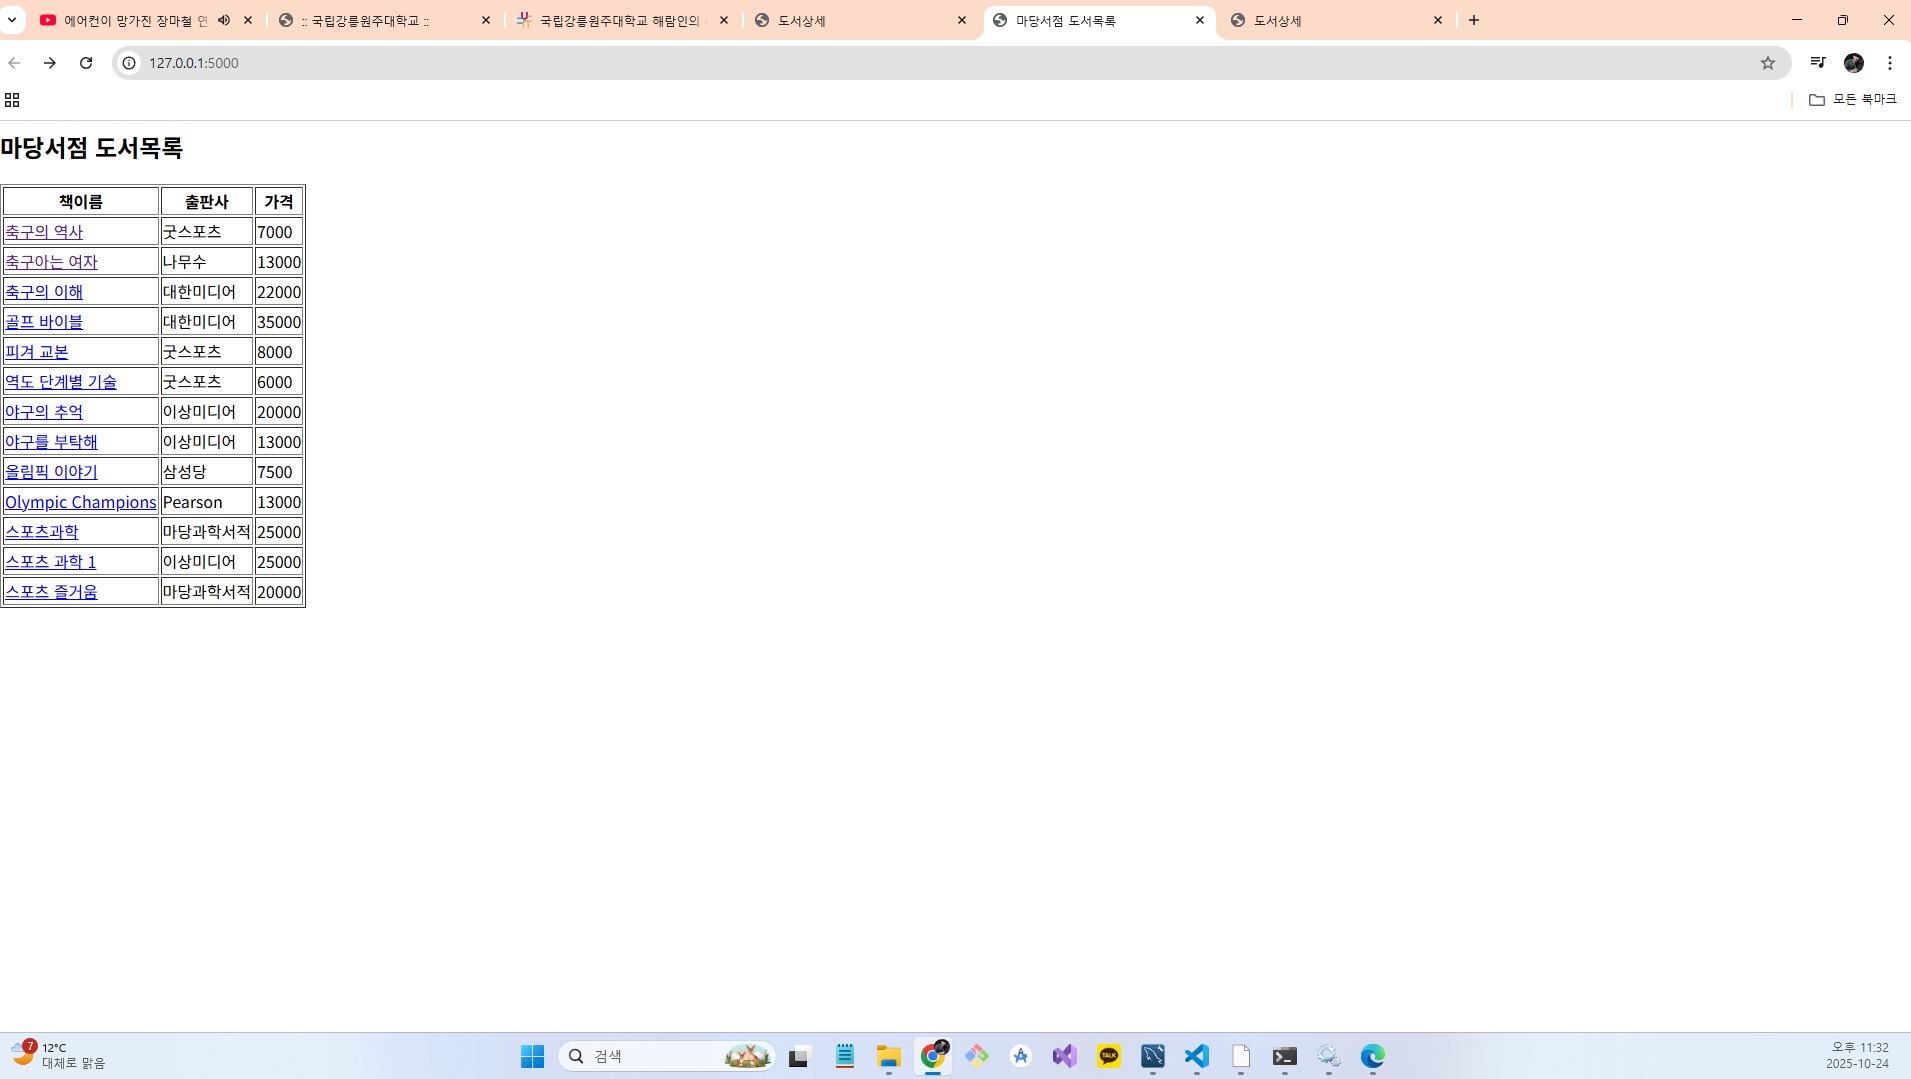 에어컨이 망가진 장마철 연
:: 국립강릉원주대학교 ::
국립강릉원주대학교 해람인의
도서상세
마당서점 도서목록
도서상세
127.0.0.1:5000
모든 북마크
마당서점 도서목록
책이름 출판사 가격
축구의 역사 굿스포츠 7000
축구아는 여자 나무수 13000
축구의 이해 대한미디어 22000
골프 바이블 대한미디어 35000
피겨 교본 굿스포츠 8000
역도 단계별 기술 굿스포츠 6000
야구의 추억 이상미디어 20000
야구를 부탁해 이상미디어 13000
올림픽 이야기 삼성당 7500
Olympic Champions Pearson 13000
스포츠과학 마당과학서적 25000
스포츠 과학 1 이상미디어 25000
스포츠 즐거움 마당과학서적 20000
7
12°C
대체로 맑음
검색
TALK
오후 11:32
2025-10-24